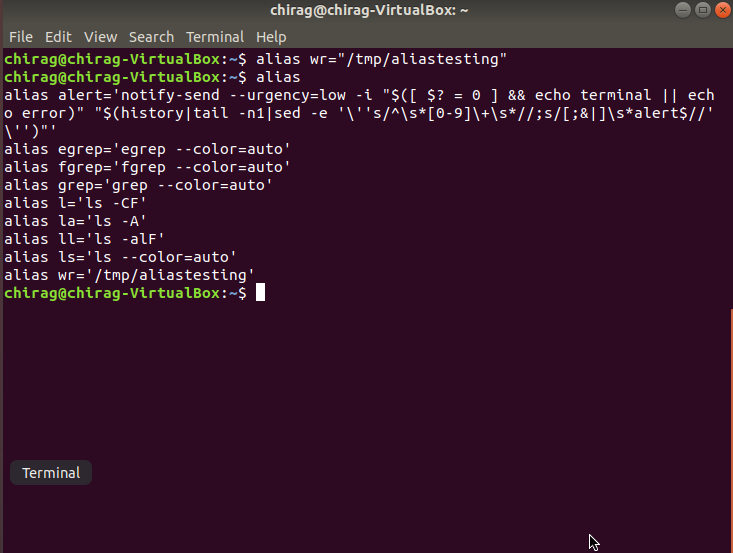 chirag@chirag-VirtualBox: ~
File Edit View Search Terminal Help
chirag@chirag-VirtualBox:~$ alias wr="/tmp/aliastesting"
chirag@chirag-VirtualBox:~$ alias
alias alert='notify-send --urgency=low -i "$([ $? = 0 ] && echo terminal || ech
o error)" "$(history|tail -n1|sed -e '\''s/^\s*[0-9]\+\s*//;s/[;&|]\s*alert$//'
\'')"'
alias egrep='egrep --color=auto'
alias fgrep='fgrep --color=auto'
alias grep='grep --color=auto'
alias l='ls -CF'
alias la='ls -A'
alias ll='ls -alF'
alias ls='ls --color=auto'
alias wr='/tmp/aliastesting'
chirag@chirag-VirtualBox:~$
Terminal